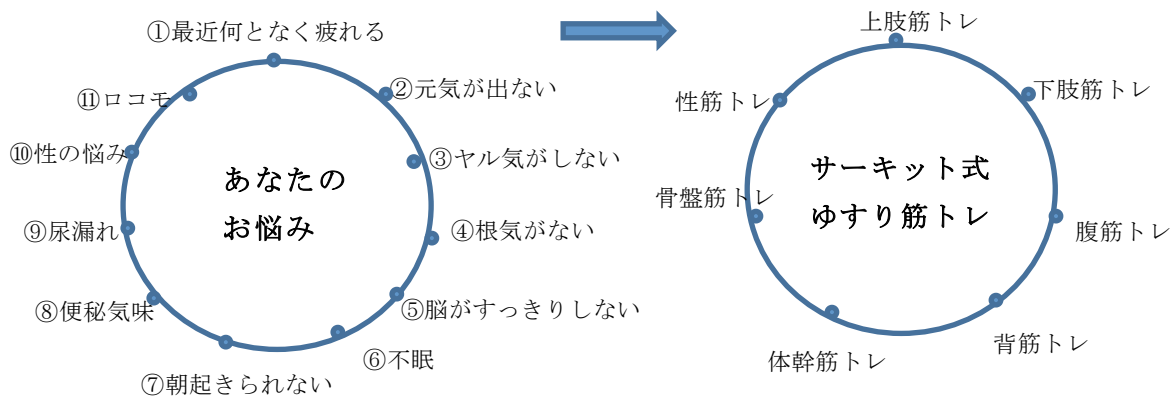 ①最近何となく疲れる
②元気が出ない
③ヤル気がしない
④根気がない
⑤脳がすっきりしない
⑥不眠
⑦朝起きられない
⑧便秘気味
⑨尿漏れ
⑩性の悩み
⑪ロコモ
あなたの
お悩み
上肢筋トレ
下肢筋トレ
腹筋トレ
背筋トレ
体幹筋トレ
骨盤筋トレ
性筋トレ
サーキット式
ゆすり筋トレ